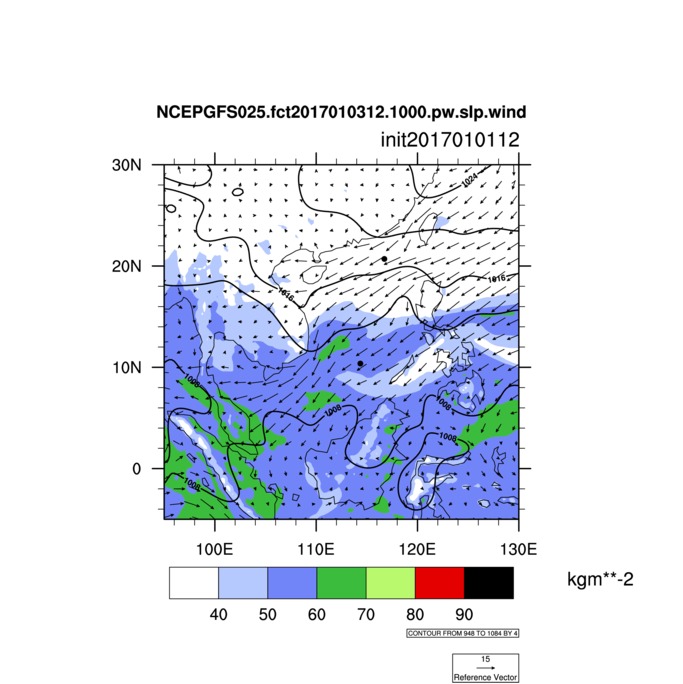 NCEPGFS025.fct2017010312.1000.pw.slp.wind
init2017010112
30N
1024
20N
1016
1016
10N
1008
1008
1008
1008
0
1008
100E 110E 120E 130E
kgm**-2
40 50 60 70 80 90
CONTOUR FROM 948 TO 1084 BY 4
15
Reference Vector